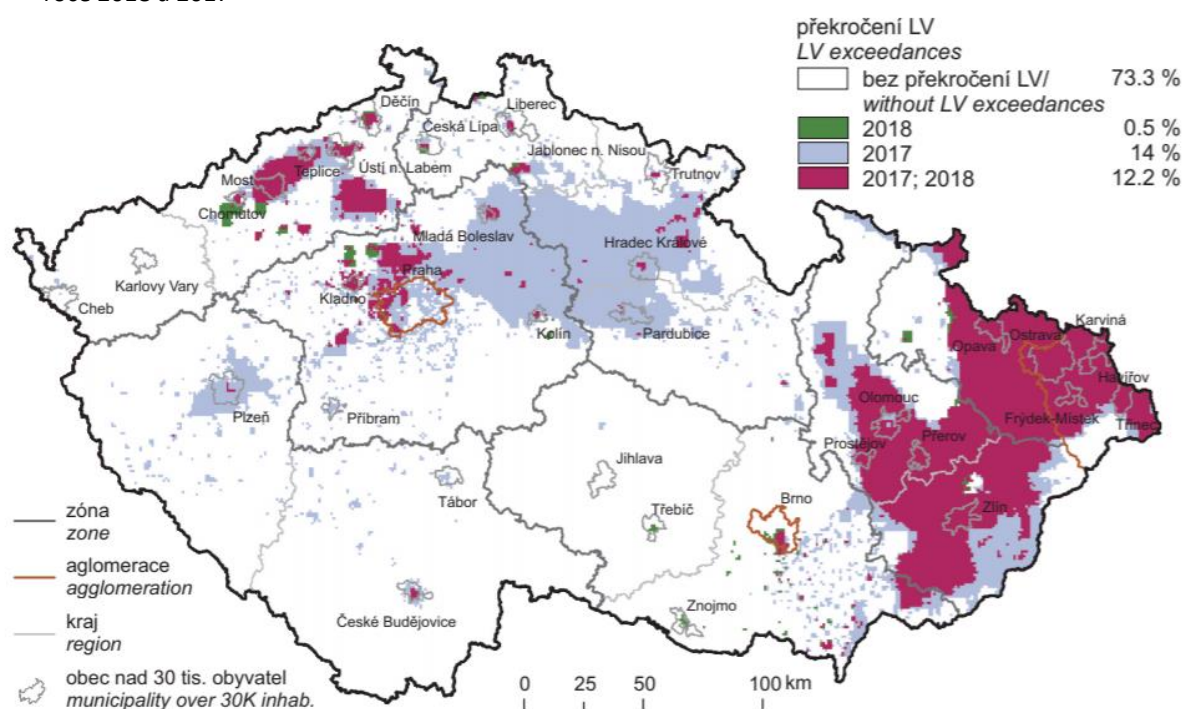 překročení LV
LV exceedances
bez překročení LV/ 73.3 %
without LV exceedances
2018 0.5 %
2017 14 %
2017; 2018 12.2 %
Děčín
Liberec
Česká Lípa
Jablonec n. Nisou
Teplice
Ústí n. Labem
Trutnov
Most
Chomutov
Mladá Boleslav
Hradec Králové
Karlovy Vary
Praha
Kladno
Cheb
Kolín
Pardubice
Karviná
Ostrava
Opava
Havířov
Plzeň
Příbram
Olomouc
Frýdek-Místek
Třinec
Prostějov
Přerov
Jihlava
Tábor
Brno
Zlín
Třebíč
České Budějovice
Znojmo
zóna
zone
aglomerace
agglomeration
kraj
region
obec nad 30 tis. obyvatel
municipality over 30K inhab.
0 25 50 100 km